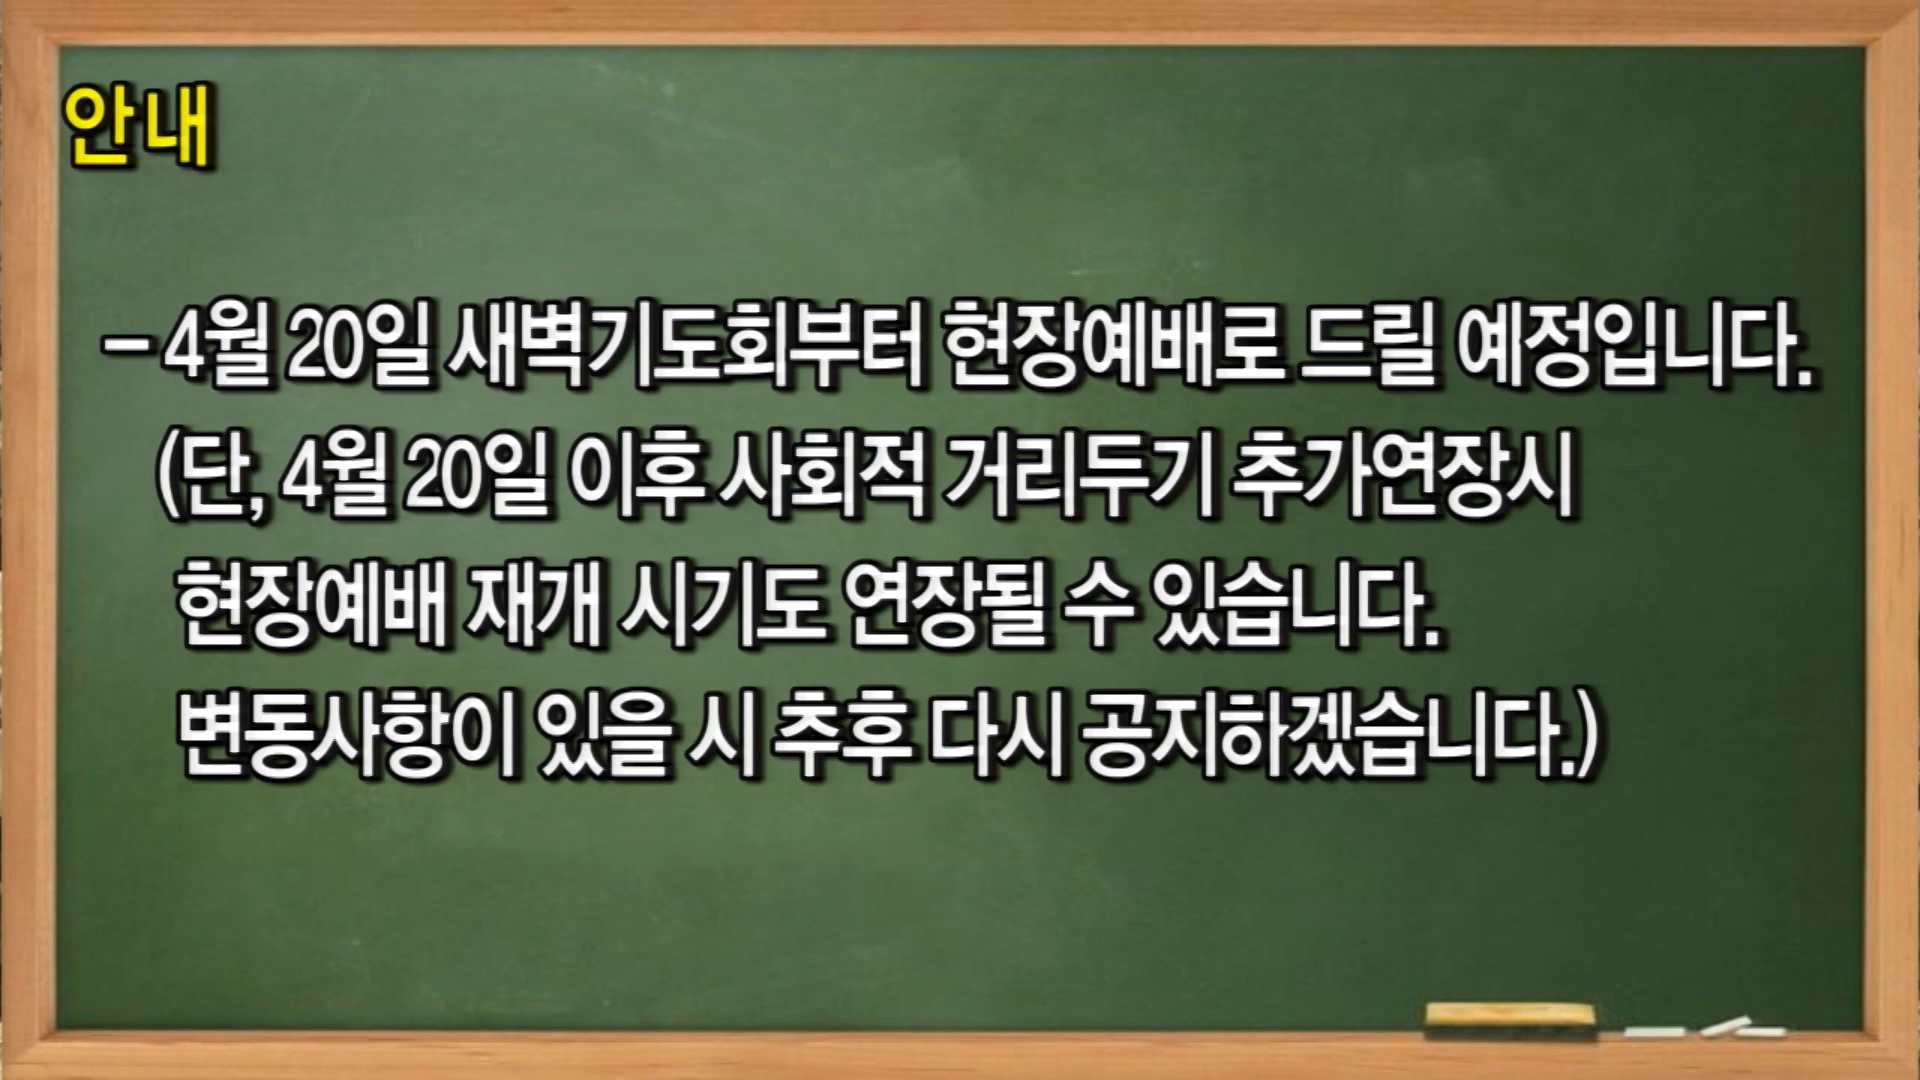 안내
- 4월 20일 새벽기도회부터 현장예배로 드릴 예정입니다.
(단, 4월 20일 이후 사회적 거리두기 추가연장시
현장예배 재개 시기도 연장될 수 있습니다.
변동사항이 있을 시 추후 다시 공지하겠습니다.)